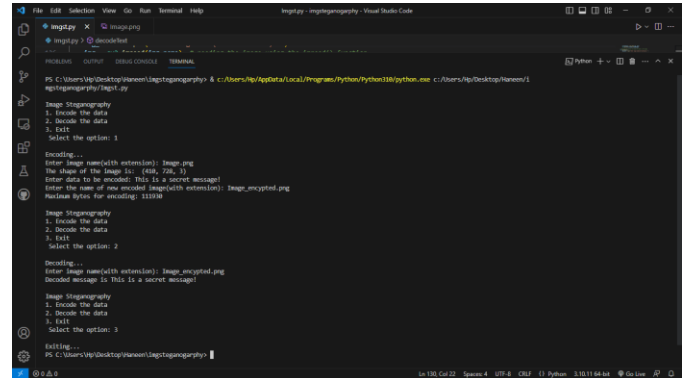 File Edit Selection View Go Run Terminal Help
Imgst.py - imgsteganogarphy - Visual Studio Code
Imgst.py × Image.png
Imgst.py > decodeText
PROBLEMS OUTPUT DEBUG CONSOLE TERMINAL
Python
PS C:\Users\Hp\Desktop\Haneen\imgsteganogarphy> & c:/Users/Hp/AppData/Local/Programs/Python/Python310/python.exe c:/Users/Hp/Desktop/Haneen/i
mgsteganogarphy/Imgst.py
Image Steganography
1. Encode the data
2. Decode the data
3. Exit
Select the option: 1
Encoding...
Enter image name(with extension): Image.png
The shape of the image is: (410, 728, 3)
Enter data to be encoded: This is a secret message!
Enter the name of new encoded image(with extension): Image_encypted.png
Maximum Bytes for encoding: 111930
Image Steganography
1. Encode the data
2. Decode the data
3. Exit
Select the option: 2
Decoding...
Enter image name(with extension): Image_encypted.png
Decoded message is This is a secret message!
Image Steganography
1. Encode the data
2. Decode the data
3. Exit
Select the option: 3
Exiting...
PS C:\Users\Hp\Desktop\Haneen\imgsteganogarphy>
0 0 Ln 130, Col 22 Spaces: 4 UTF-8 CRLF Python 3.10.11 64-bit Go Live